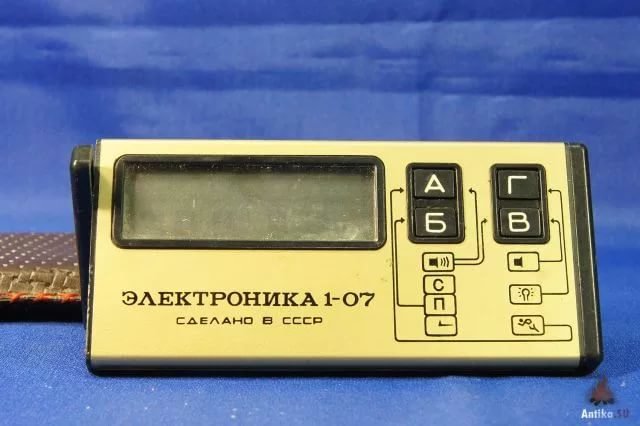 А
Г
Б
В
С
П
ЭЛЕКТРОНИКА 1-07
СДЕЛАНО В СССР
Antika.SU